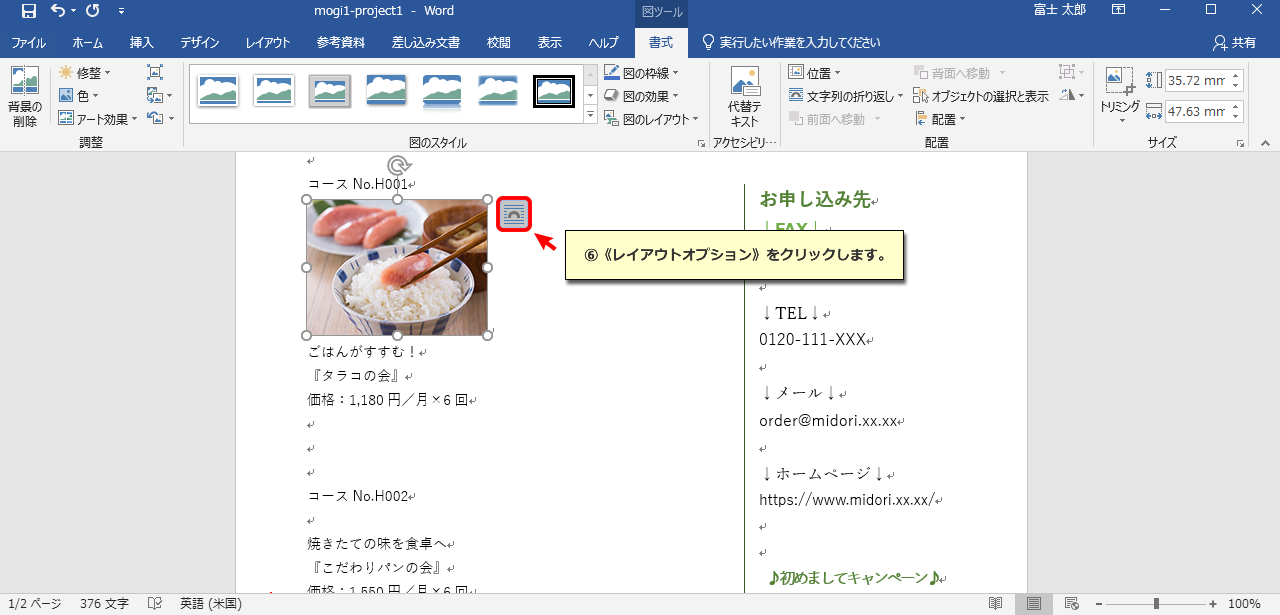 mogi1-project1 - Word
図ツール
富士 太郎
ファイル ホーム 挿入 デザイン レイアウト 参考資料 差し込み文書 校閲 表示 ヘルプ 書式 実行したい作業を入力してください 共有
背景の削除
修整
色
アート効果
調整
図のスタイル
図の枠線
図の効果
図のレイアウト
代替テキスト
アクセシビリ…
位置
文字列の折り返し
前面へ移動
背面へ移動
オブジェクトの選択と表示
配置
配置
トリミング
35.72 mm
47.63 mm
サイズ
コース No.H001
⑥《レイアウトオプション》をクリックします。
ごはんがすすむ！
『タラコの会』
価格：1,180 円／月×6 回
コース No.H002
焼きたての味を食卓へ
『こだわりパンの会』
価格：1,550 円／月×6 回
お申し込み先
↓FAX↓
↓TEL↓
0120-111-XXX
↓メール↓
order@midori.xx.xx
↓ホームページ↓
https://www.midori.xx.xx/
♪初めましてキャンペーン♪
1/2 ページ 376 文字 英語 (米国) 100%